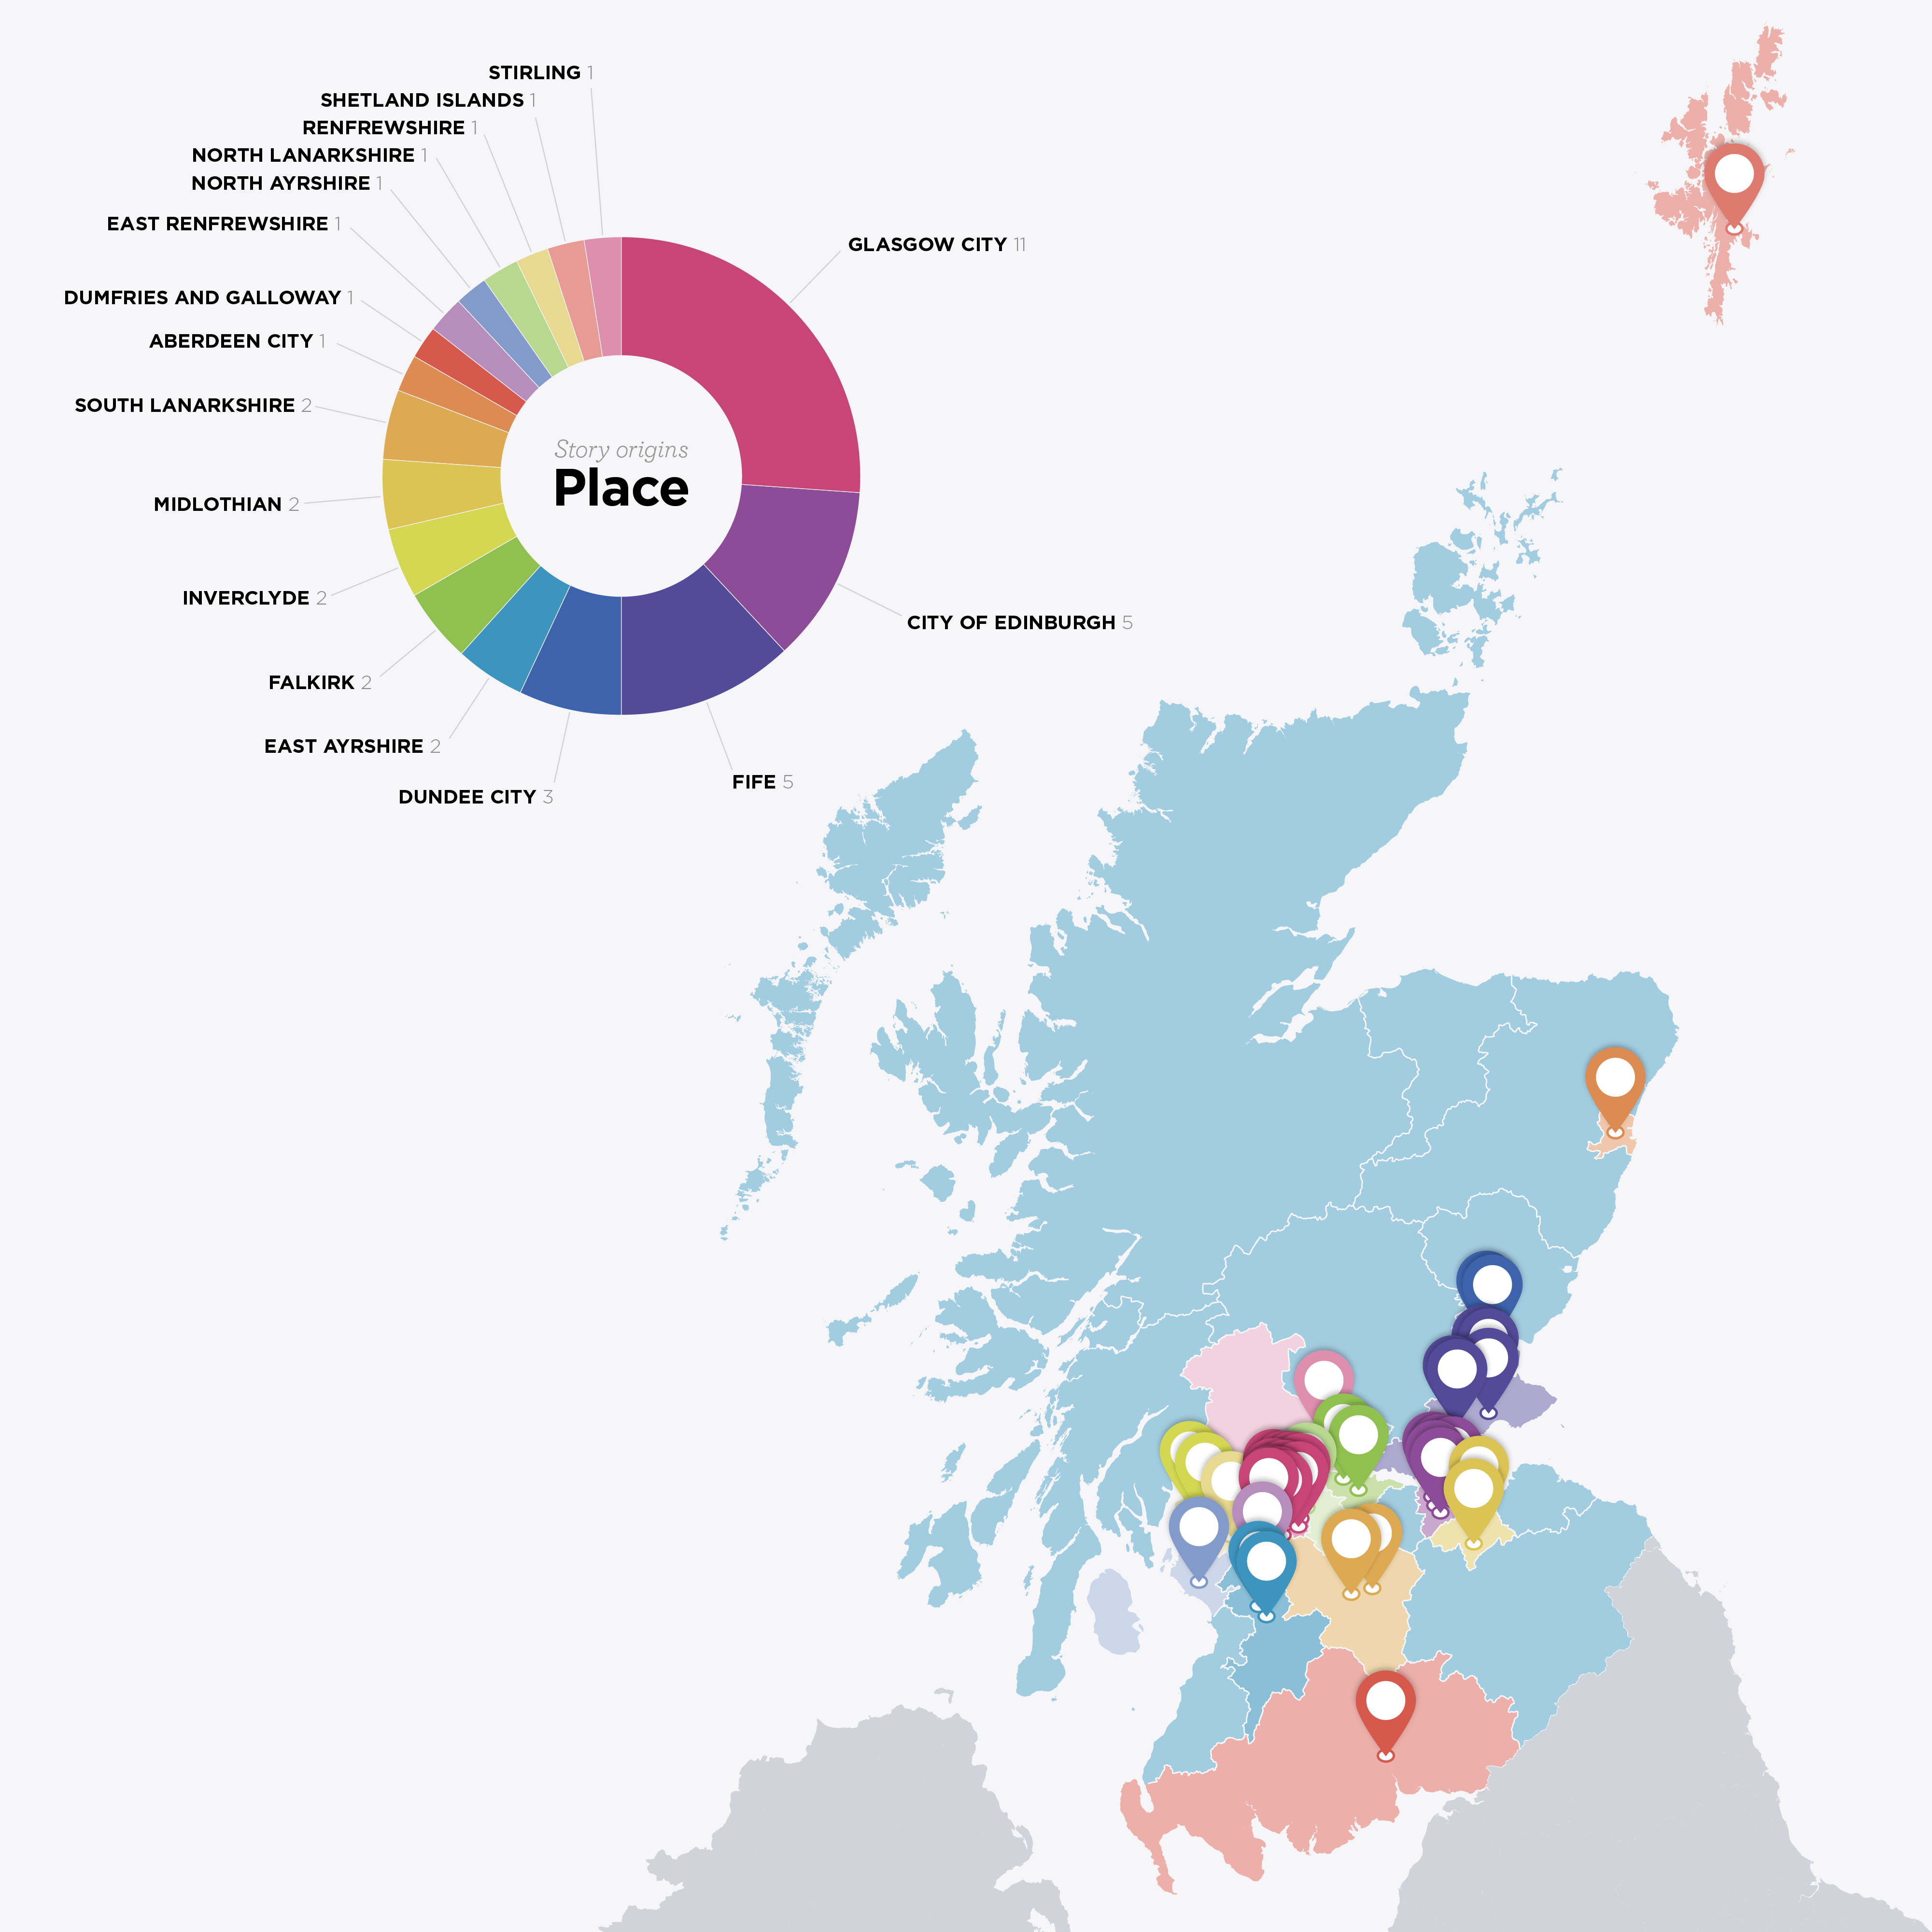 STIRLING 1
SHETLAND ISLANDS 1
RENFREWSHIRE 1
NORTH LANARKSHIRE 1
NORTH AYRSHIRE 1
EAST RENFREWSHIRE 1
GLASGOW CITY 11
DUMFRIES AND GALLOWAY 1
ABERDEEN CITY 1
SOUTH LANARKSHIRE 2
Story origins
Place
MIDLOTHIAN 2
INVERCLYDE 2
CITY OF EDINBURGH 5
FALKIRK 2
EAST AYRSHIRE 2
FIFE 5
DUNDEE CITY 3